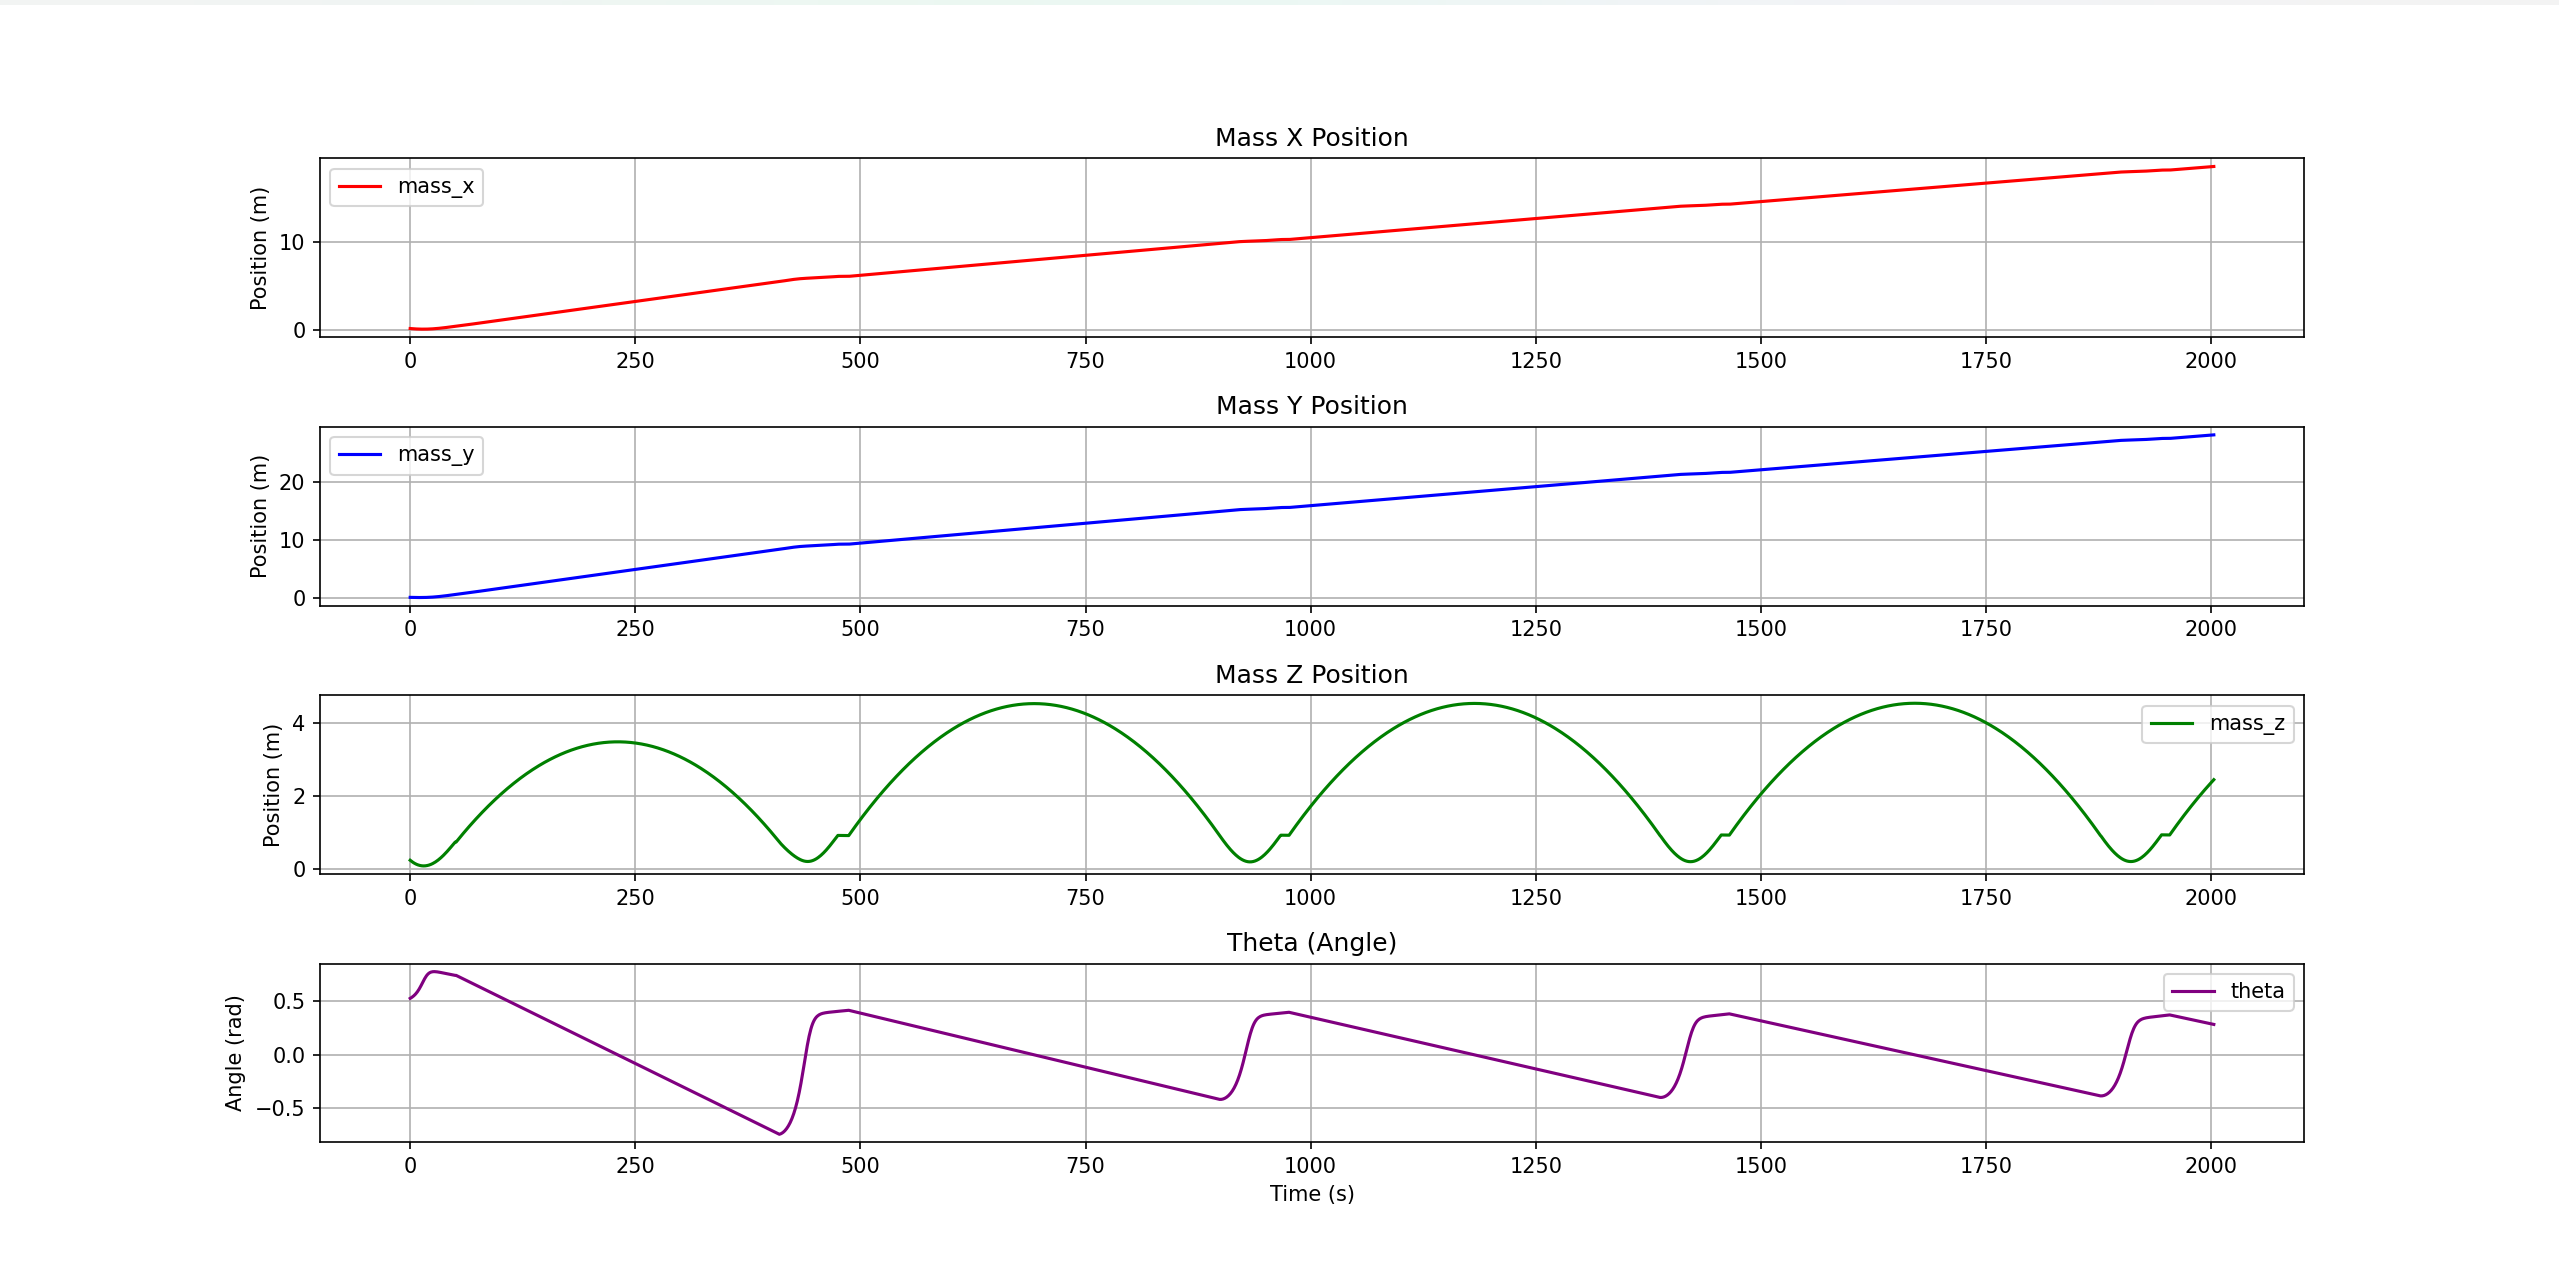 Mass X Position
Position (m)
mass_x
10
0
0 250 500 750 1000 1250 1500 1750 2000
Mass Y Position
Position (m)
mass_y
20
10
0
0 250 500 750 1000 1250 1500 1750 2000
Mass Z Position
Position (m)
mass_z
4
2
0
0 250 500 750 1000 1250 1500 1750 2000
Theta (Angle)
Angle (rad)
theta
0.5
0.0
−0.5
0 250 500 750 1000 1250 1500 1750 2000
Time (s)